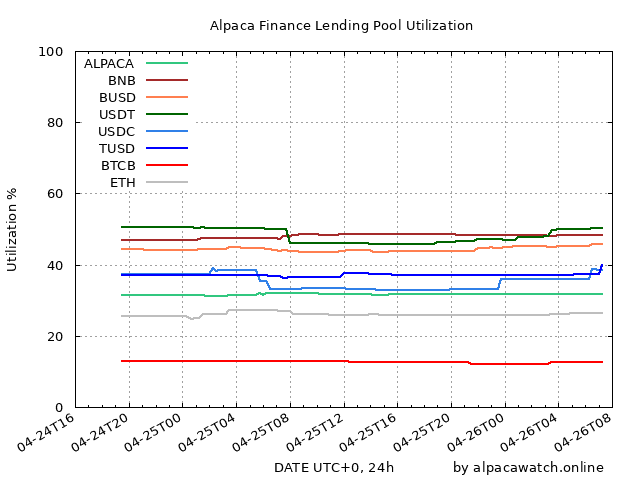 Alpaca Finance Lending Pool Utilization
100
80
60
40
20
0
Utilization %
ALPACA
BNB
BUSD
USDT
USDC
TUSD
BTCB
ETH
04-24T16
04-24T20
04-25T00
04-25T04
04-25T08
04-25T12
04-25T16
04-25T20
04-26T00
04-26T04
04-26T08
DATE UTC+0, 24h
by alpacawatch.online